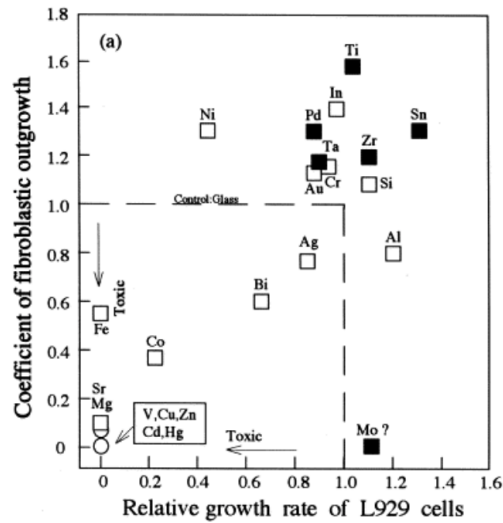 1.8
(a)
Ti
1.6
In
1.4
Ni
Pd
Sn
Ta
Zr
1.2
Au
Cr
Si
Control:Glass
1.0
Toxic
Ag
Al
0.8
Bi
0.6
Fe
Co
0.4
Sr
Mg
V,Cu,Zn
Cd,Hg
0.2
Toxic
Mo ?
0
0 0.2 0.4 0.6 0.8 1.0 1.2 1.4 1.6
Coefficient of fibroblastic outgrowth
Relative growth rate of L929 cells